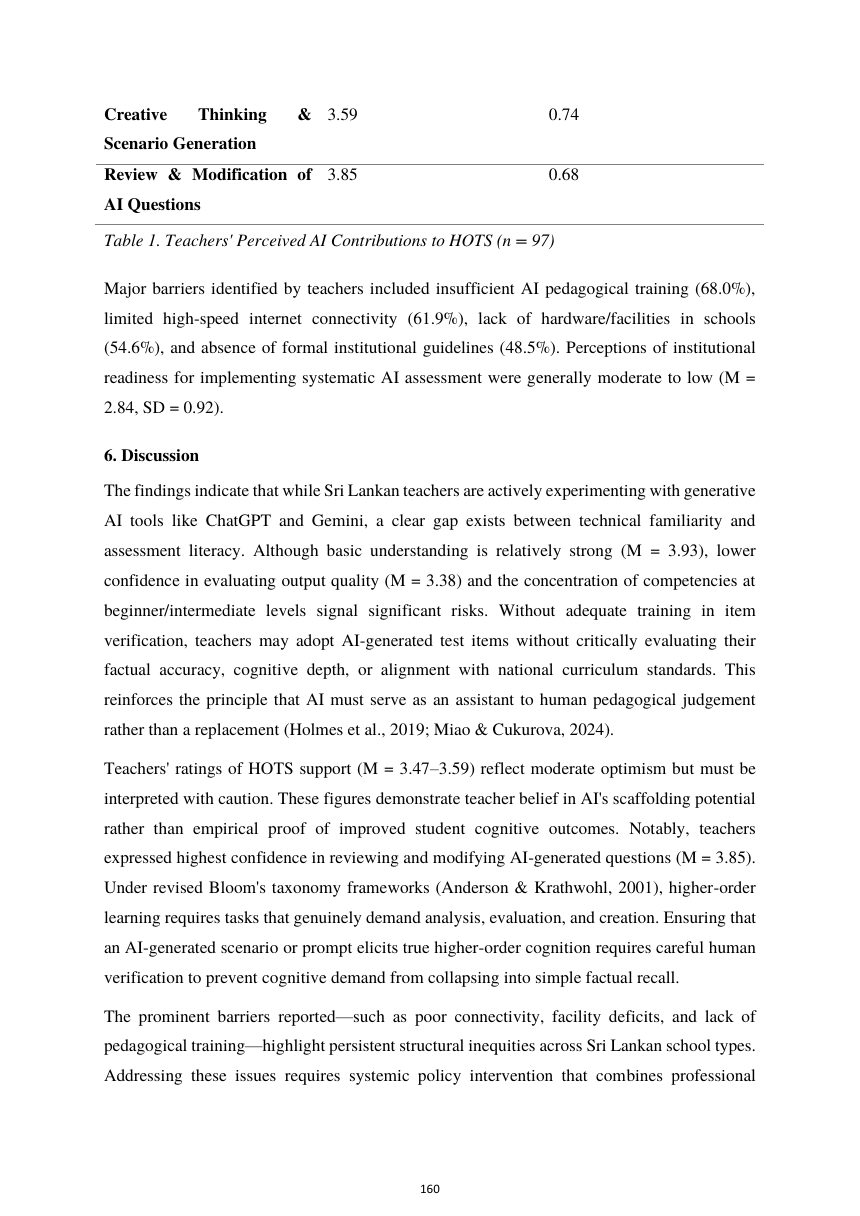 Creative Thinking & 3.59 0.74
Scenario Generation
Review & Modification of 3.85 0.68
AI Questions
Table 1. Teachers' Perceived AI Contributions to HOTS (n = 97)
Major barriers identified by teachers included insufficient AI pedagogical training (68.0%),
limited high-speed internet connectivity (61.9%), lack of hardware/facilities in schools
(54.6%), and absence of formal institutional guidelines (48.5%). Perceptions of institutional
readiness for implementing systematic AI assessment were generally moderate to low (M =
2.84, SD = 0.92).
6. Discussion
The findings indicate that while Sri Lankan teachers are actively experimenting with generative
AI tools like ChatGPT and Gemini, a clear gap exists between technical familiarity and
assessment literacy. Although basic understanding is relatively strong (M = 3.93), lower
confidence in evaluating output quality (M = 3.38) and the concentration of competencies at
beginner/intermediate levels signal significant risks. Without adequate training in item
verification, teachers may adopt AI-generated test items without critically evaluating their
factual accuracy, cognitive depth, or alignment with national curriculum standards. This
reinforces the principle that AI must serve as an assistant to human pedagogical judgement
rather than a replacement (Holmes et al., 2019; Miao & Cukurova, 2024).
Teachers' ratings of HOTS support (M = 3.47–3.59) reflect moderate optimism but must be
interpreted with caution. These figures demonstrate teacher belief in AI's scaffolding potential
rather than empirical proof of improved student cognitive outcomes. Notably, teachers
expressed highest confidence in reviewing and modifying AI-generated questions (M = 3.85).
Under revised Bloom's taxonomy frameworks (Anderson & Krathwohl, 2001), higher-order
learning requires tasks that genuinely demand analysis, evaluation, and creation. Ensuring that
an AI-generated scenario or prompt elicits true higher-order cognition requires careful human
verification to prevent cognitive demand from collapsing into simple factual recall.
The prominent barriers reported—such as poor connectivity, facility deficits, and lack of
pedagogical training—highlight persistent structural inequities across Sri Lankan school types.
Addressing these issues requires systemic policy intervention that combines professional
160